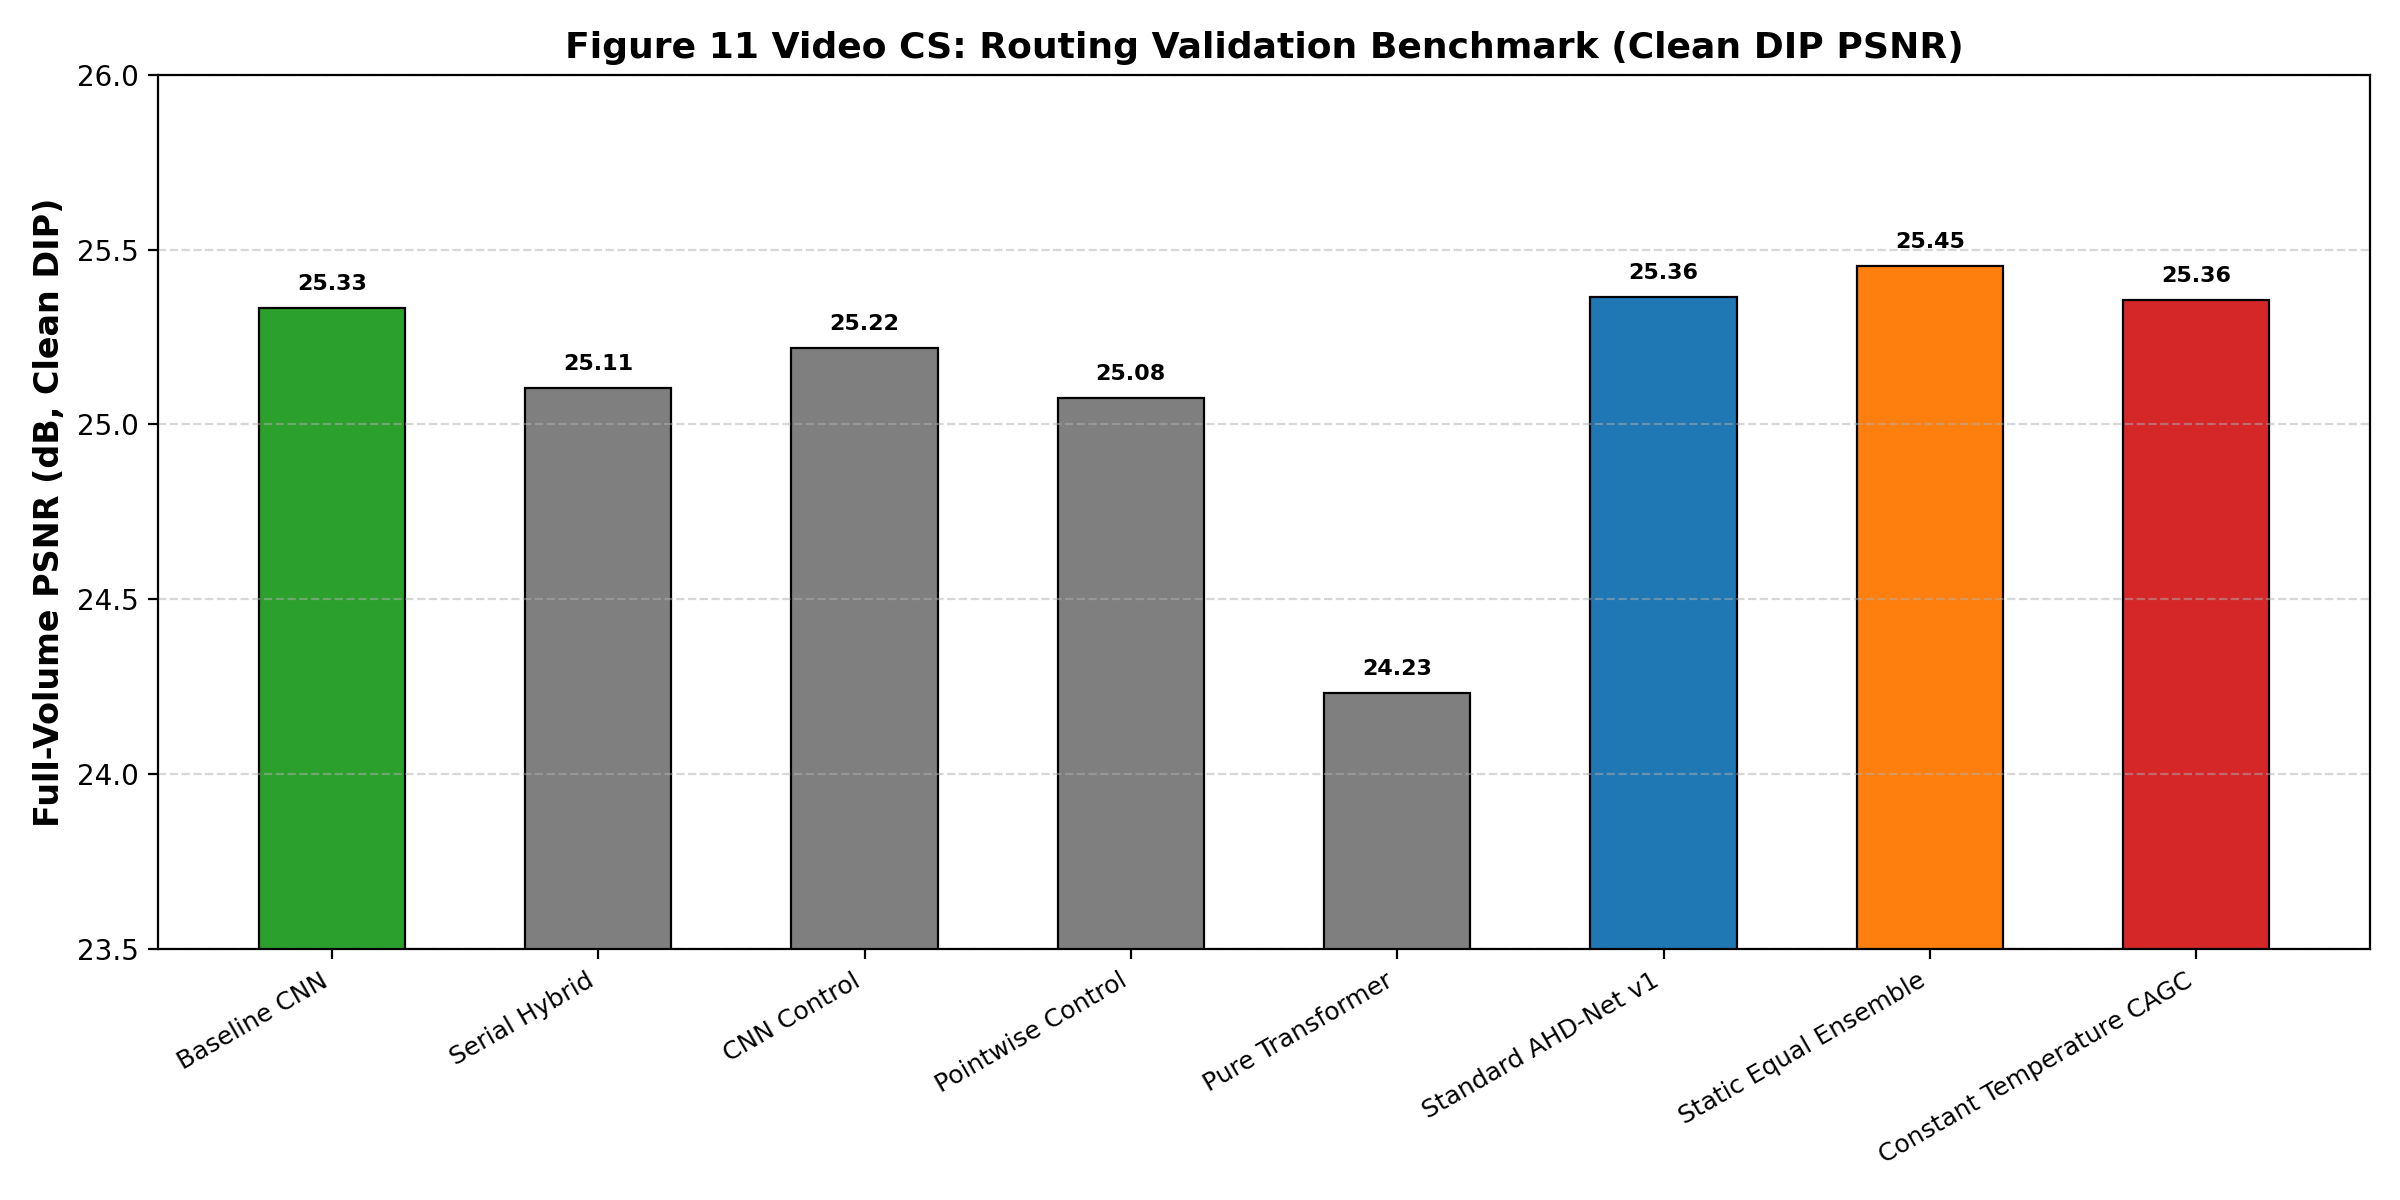 Figure 11 Video CS: Routing Validation Benchmark (Clean DIP PSNR)
Full-Volume PSNR (dB, Clean DIP)
26.0
25.5
25.0
24.5
24.0
23.5
25.33
25.11
25.22
25.08
24.23
25.36
25.45
25.36
Baseline CNN
Serial Hybrid
CNN Control
Pointwise Control
Pure Transformer
Standard AHD-Net v1
Static Equal Ensemble
Constant Temperature CAGC